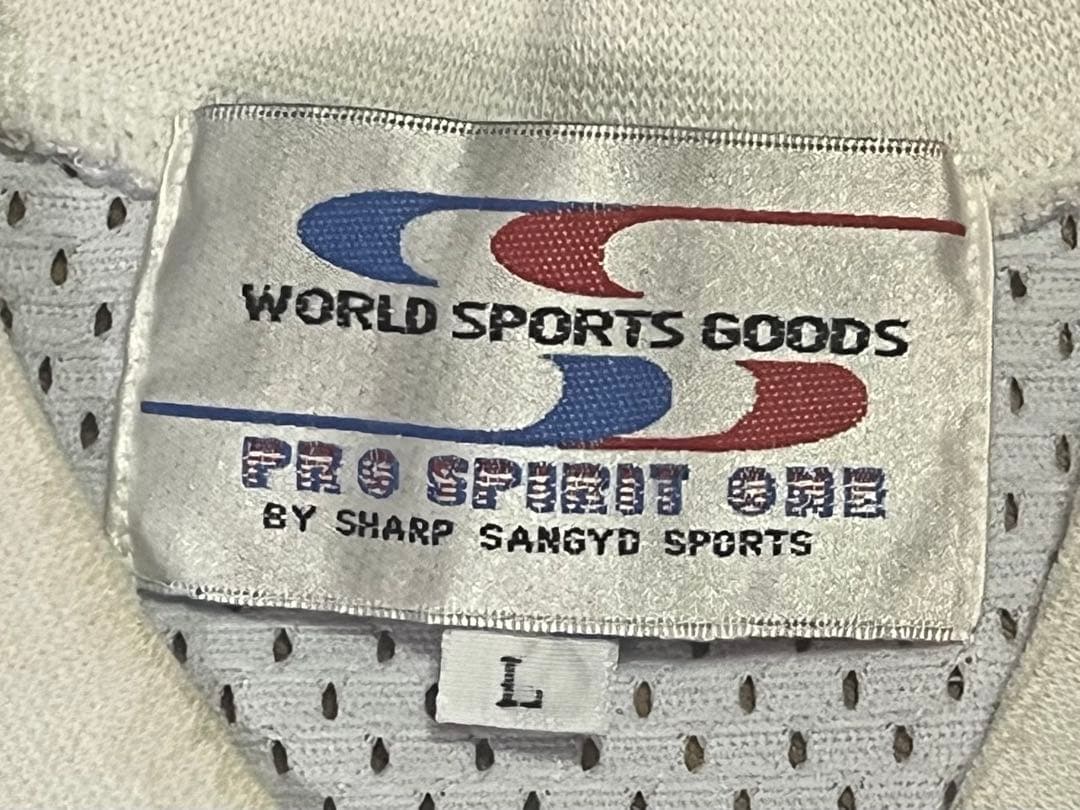 WORLD SPORTS GOODS
PRO SPIRIT ONE
BY SHARP SANGYO SPORTS
L